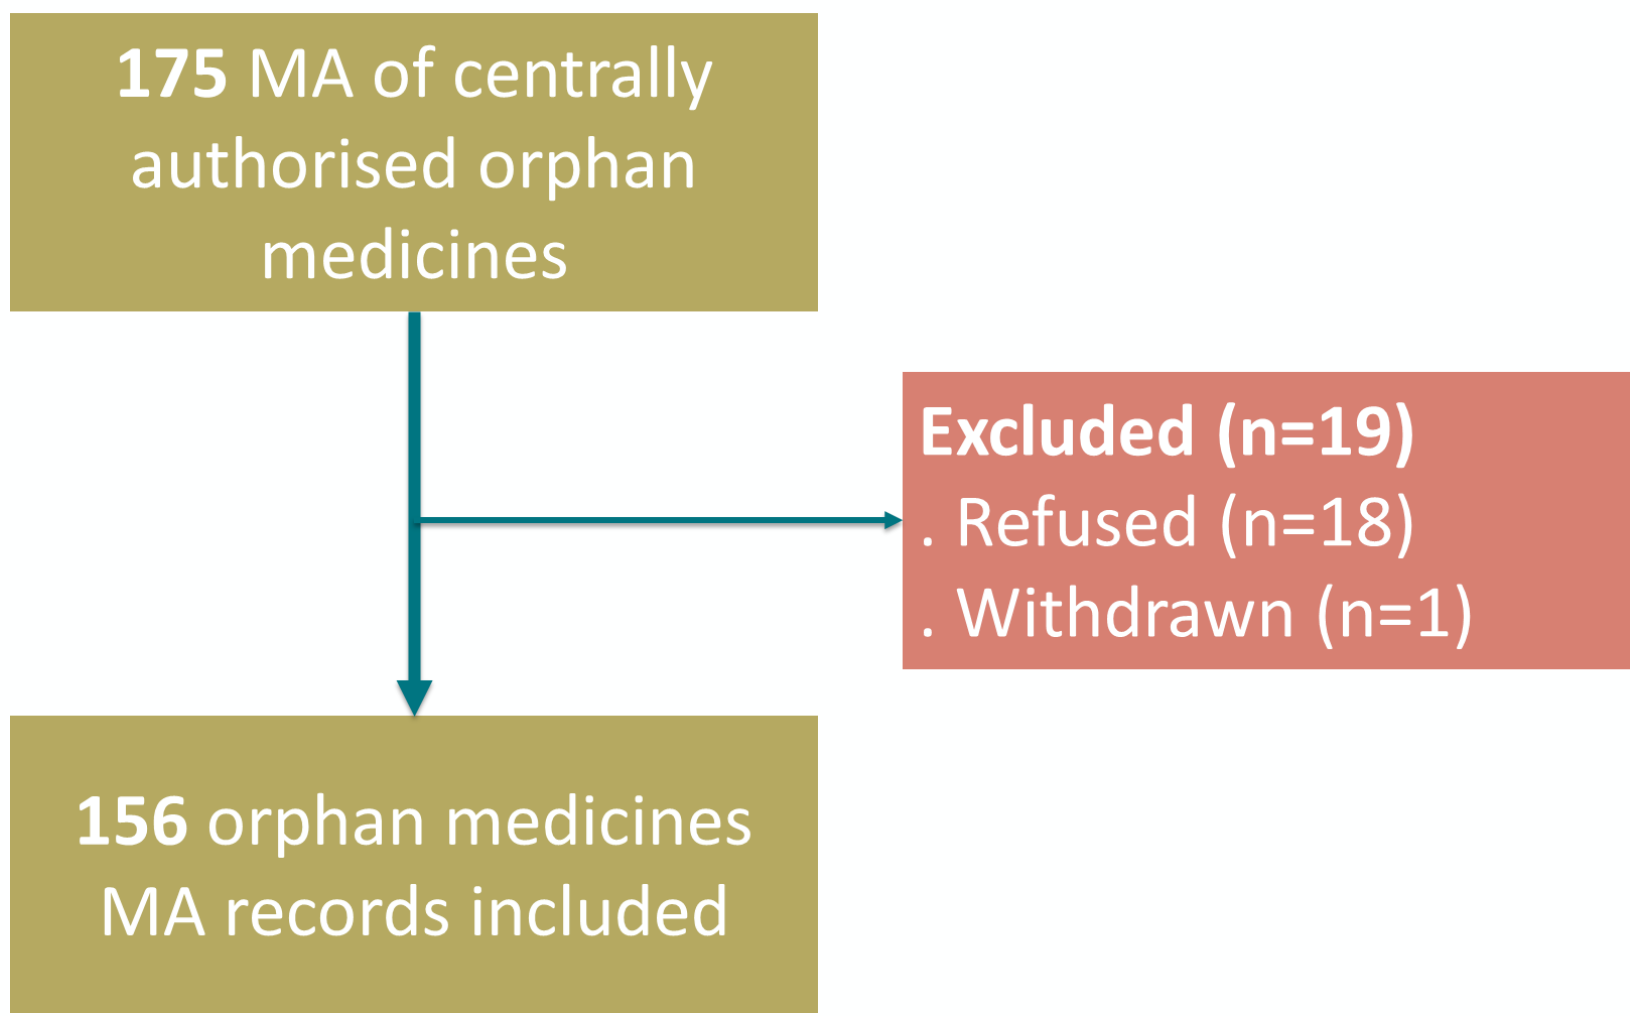 175 MA of centrally
authorised orphan
medicines
Excluded (n=19)
. Refused (n=18)
. Withdrawn (n=1)
156 orphan medicines
MA records included